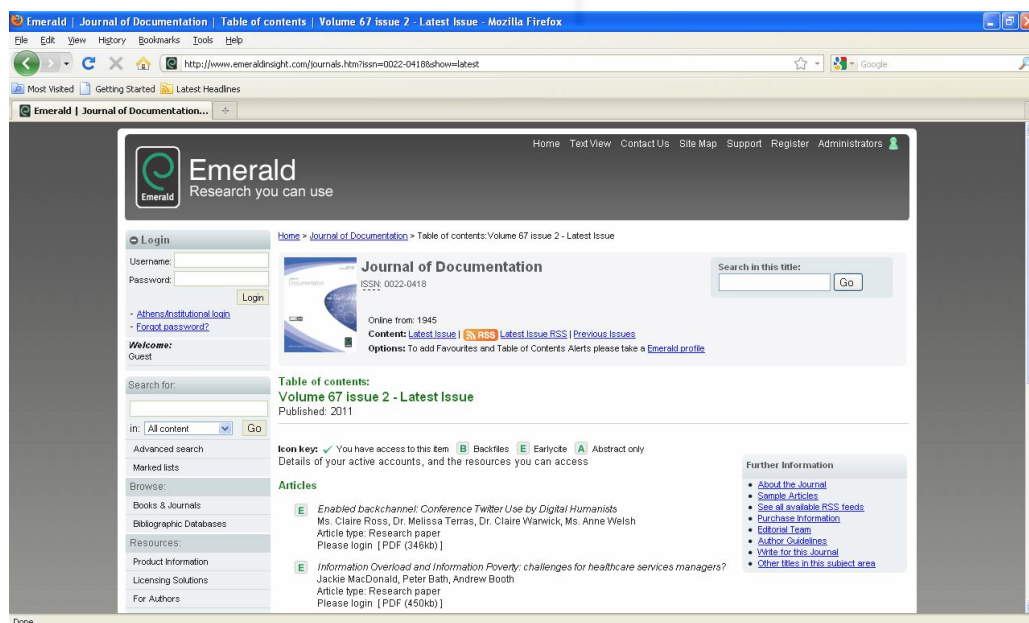 Emerald | Journal of Documentation | Table of contents | Volume 67 issue 2 - Latest Issue - Mozilla Firefox
File Edit View History Bookmarks Tools Help
http://www.emeraldinsight.com/journals.htm?issn=0022-0418&show=latest
Google
Most Visited Getting Started Latest Headlines
Emerald | Journal of Documentation...
Home Text View Contact Us Site Map Support Register Administrators
Emerald
Emerald
Research you can use
Login
Username:
Password:
Login
- Athens/Institutional login
- Forgot password?
Welcome:
Guest
Search for:
in: All content Go
Advanced search
Marked lists
Browse:
Books & Journals
Bibliographic Databases
Resources:
Product Information
Licensing Solutions
For Authors
Home » Journal of Documentation » Table of contents:Volume 67 issue 2 - Latest Issue
Journal of Documentation
ISSN: 0022-0418
Online from: 1945
Content: Latest Issue | RSS Latest Issue RSS | Previous Issues
Options: To add Favourites and Table of Contents Alerts please take a Emerald profile
Search in this title:
Go
Table of contents:
Volume 67 issue 2 - Latest Issue
Published: 2011
Icon key: ✓ You have access to this item B Backfiles E Earlycite A Abstract only
Details of your active accounts, and the resources you can access
Articles
E Enabled backchannel: Conference Twitter Use by Digital Humanists
Ms. Claire Ross, Dr. Melissa Terras, Dr. Claire Warwick, Ms. Anne Welsh
Article type: Research paper
Please login [ PDF (346kb) ]
E Information Overload and Information Poverty: challenges for healthcare services managers?
Jackie MacDonald, Peter Bath, Andrew Booth
Article type: Research paper
Please login [ PDF (450kb) ]
Further Information
About the Journal
Sample Articles
See all available RSS feeds
Purchase Information
Editorial Team
Author Guidelines
Write for this Journal
Other titles in this subject area
Done